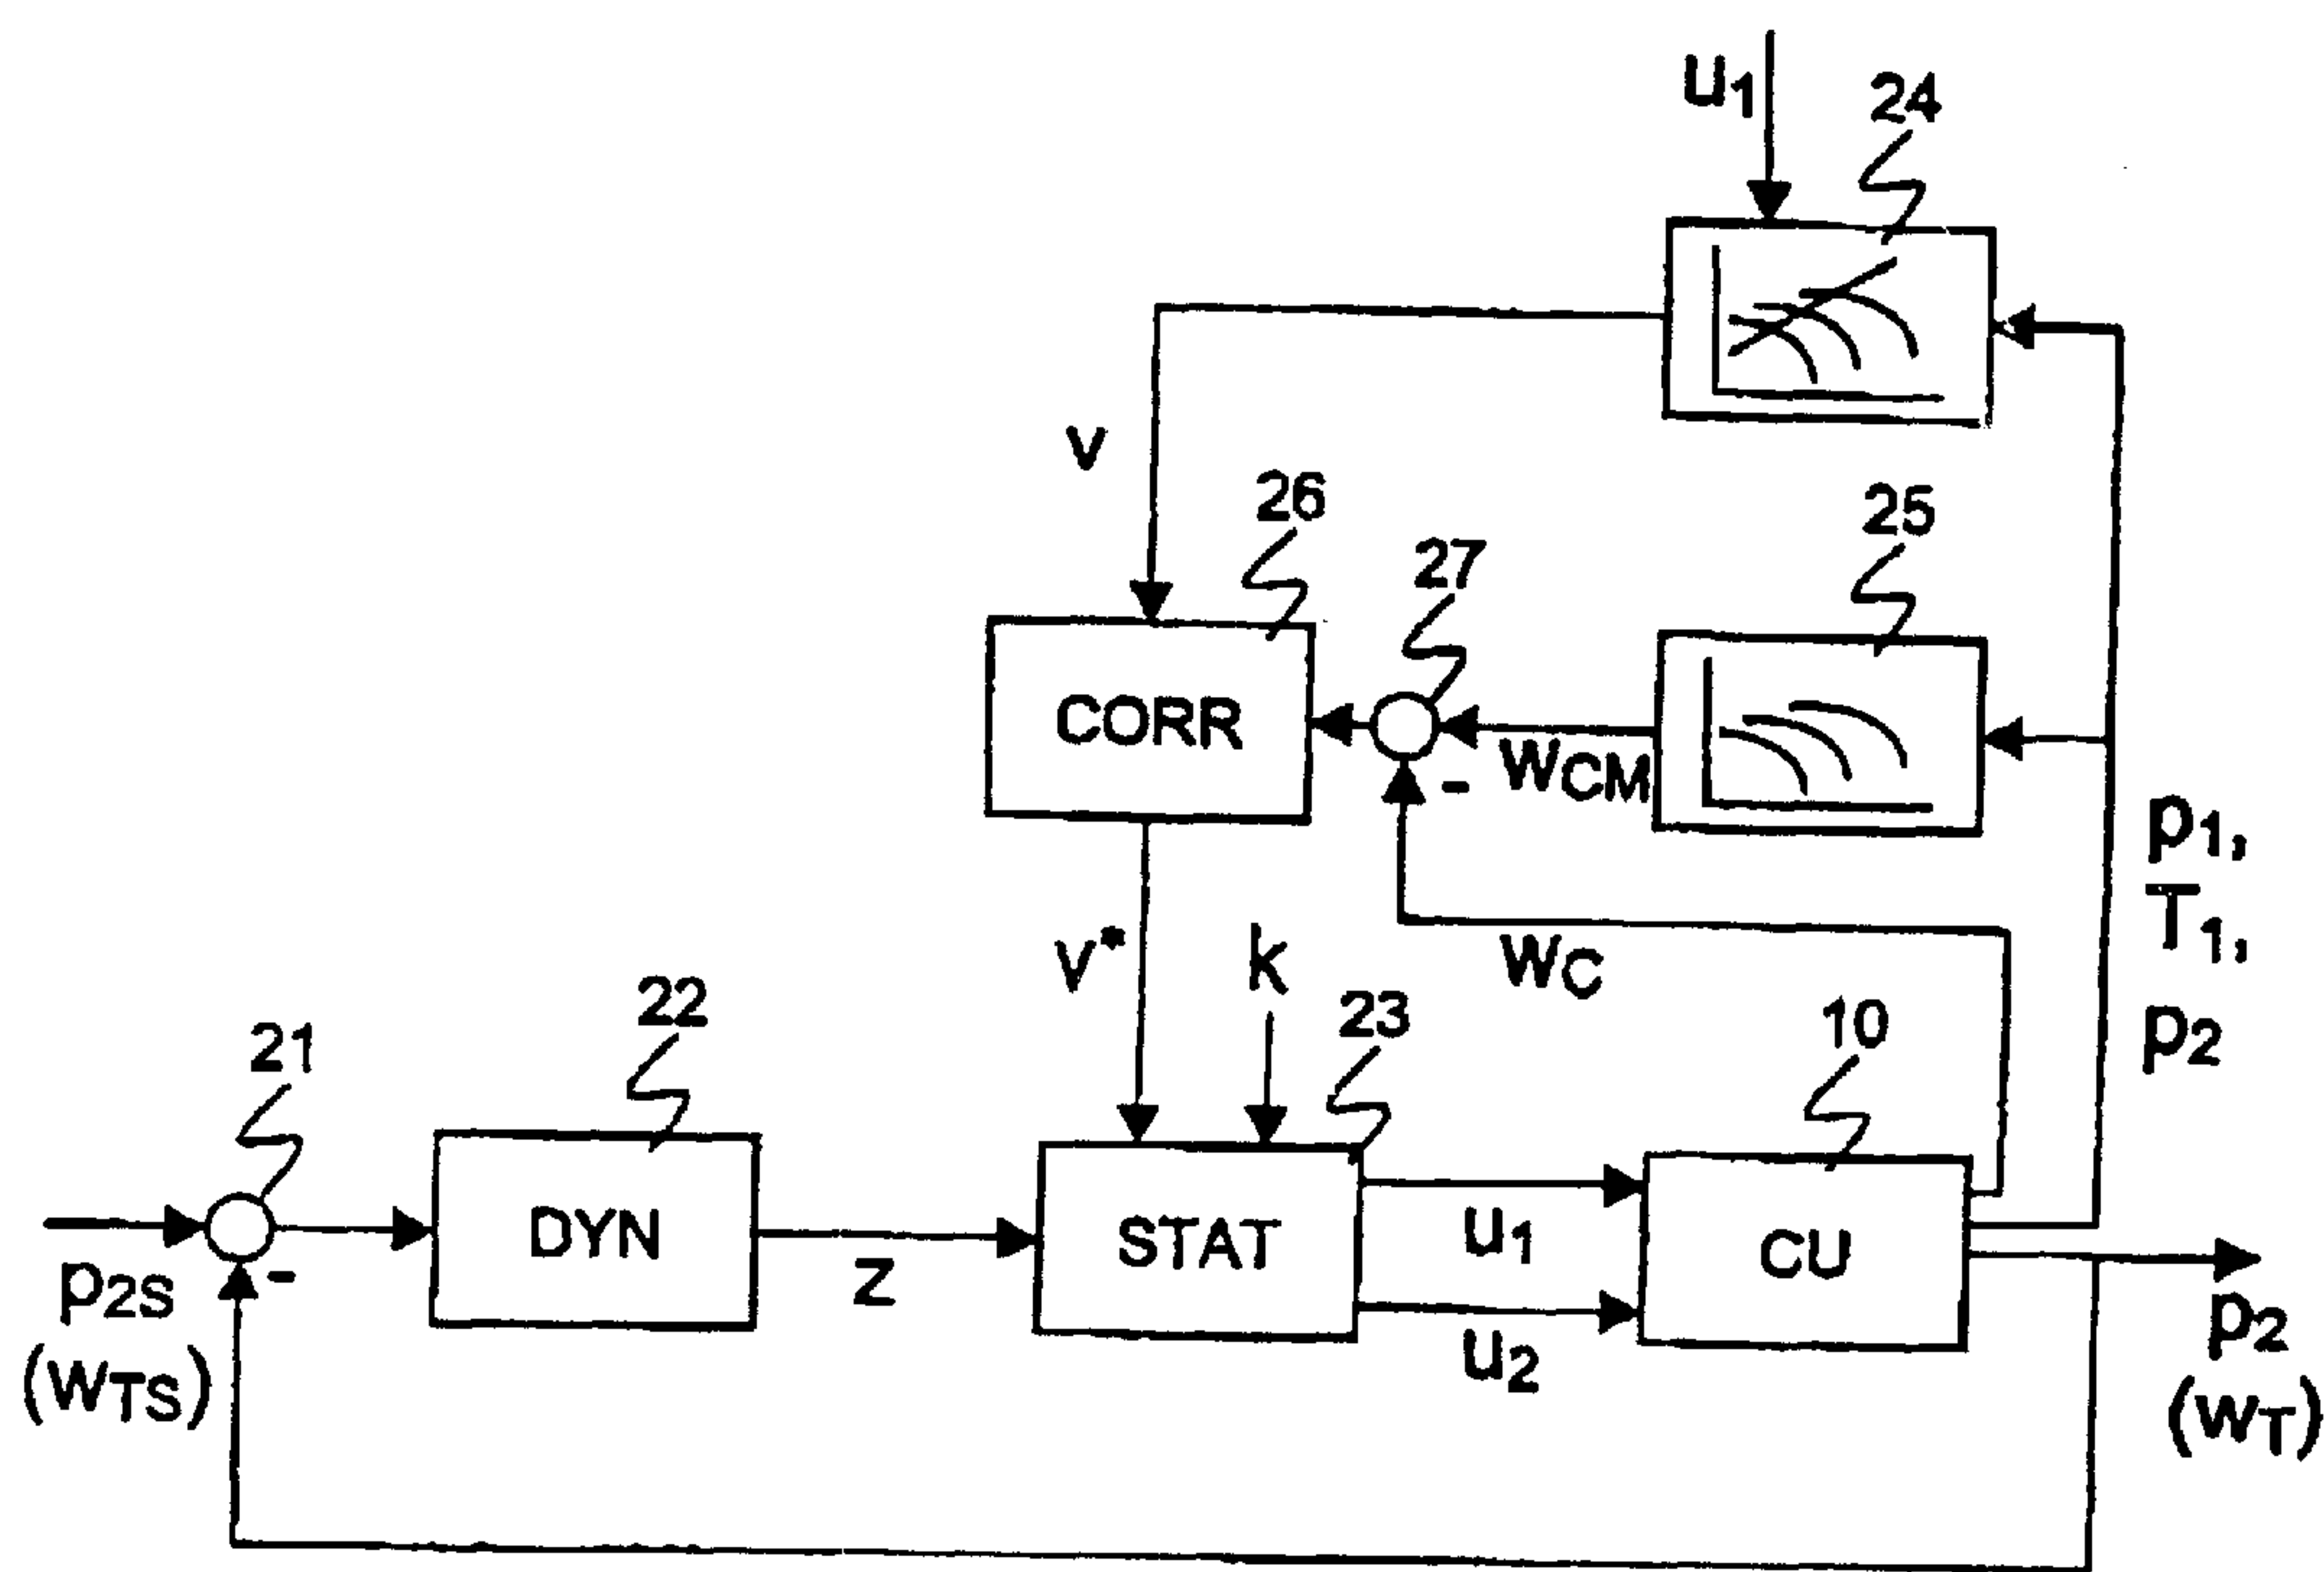 u1
24
v
26
25
27
CORR
wCM
-
p1,
T1,
p2
v*
k
wC
21
22
23
10
p2S
(wTS)
-
DYN
z
STAT
u1
u2
CU
p2
(wT)